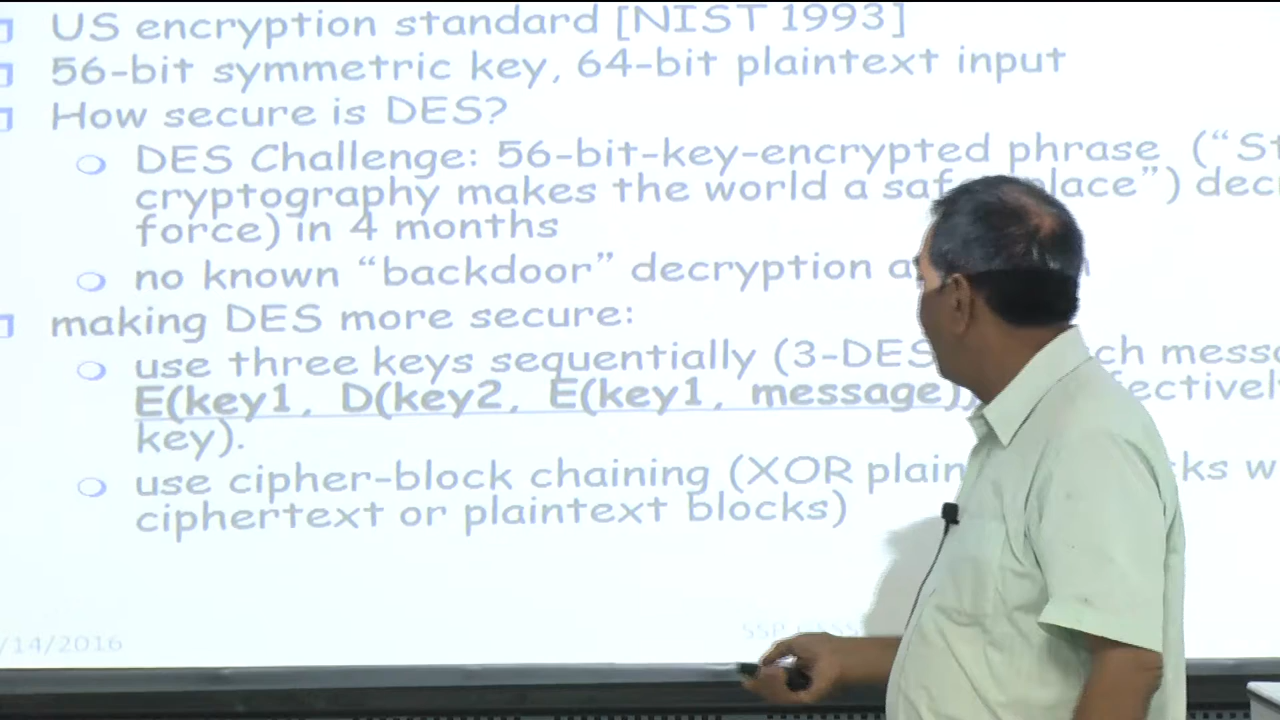 US encryption standard [NIST 1993]
56-bit symmetric key, 64-bit plaintext input
How secure is DES?
DES Challenge: 56-bit-key-encrypted phrase ("St
cryptography makes the world a saf place") decr
force) in 4 months
no known "backdoor" decryption a
making DES more secure:
use three keys sequentially (3-DES ch messa
E(key1, D(key2, E(key1, message) fectively
key).
use cipher-block chaining (XOR plain cks w
ciphertext or plaintext blocks)
/14/2016